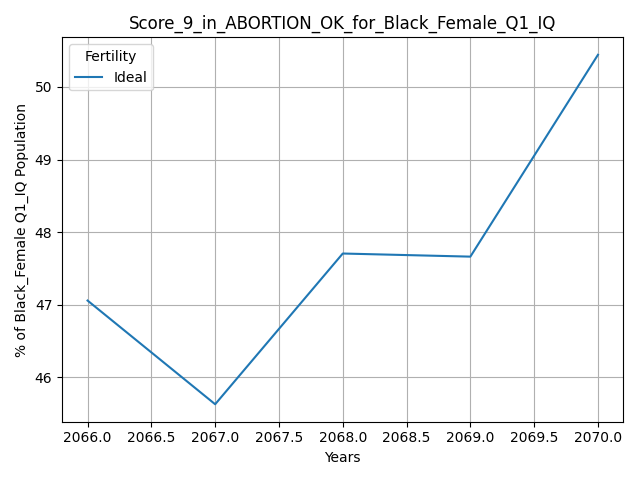 Score_9_in_ABORTION_OK_for_Black_Female_Q1_IQ
Fertility
Ideal
% of Black_Female Q1_IQ Population
50
49
48
47
46
2066.0 2066.5 2067.0 2067.5 2068.0 2068.5 2069.0 2069.5 2070.0
Years